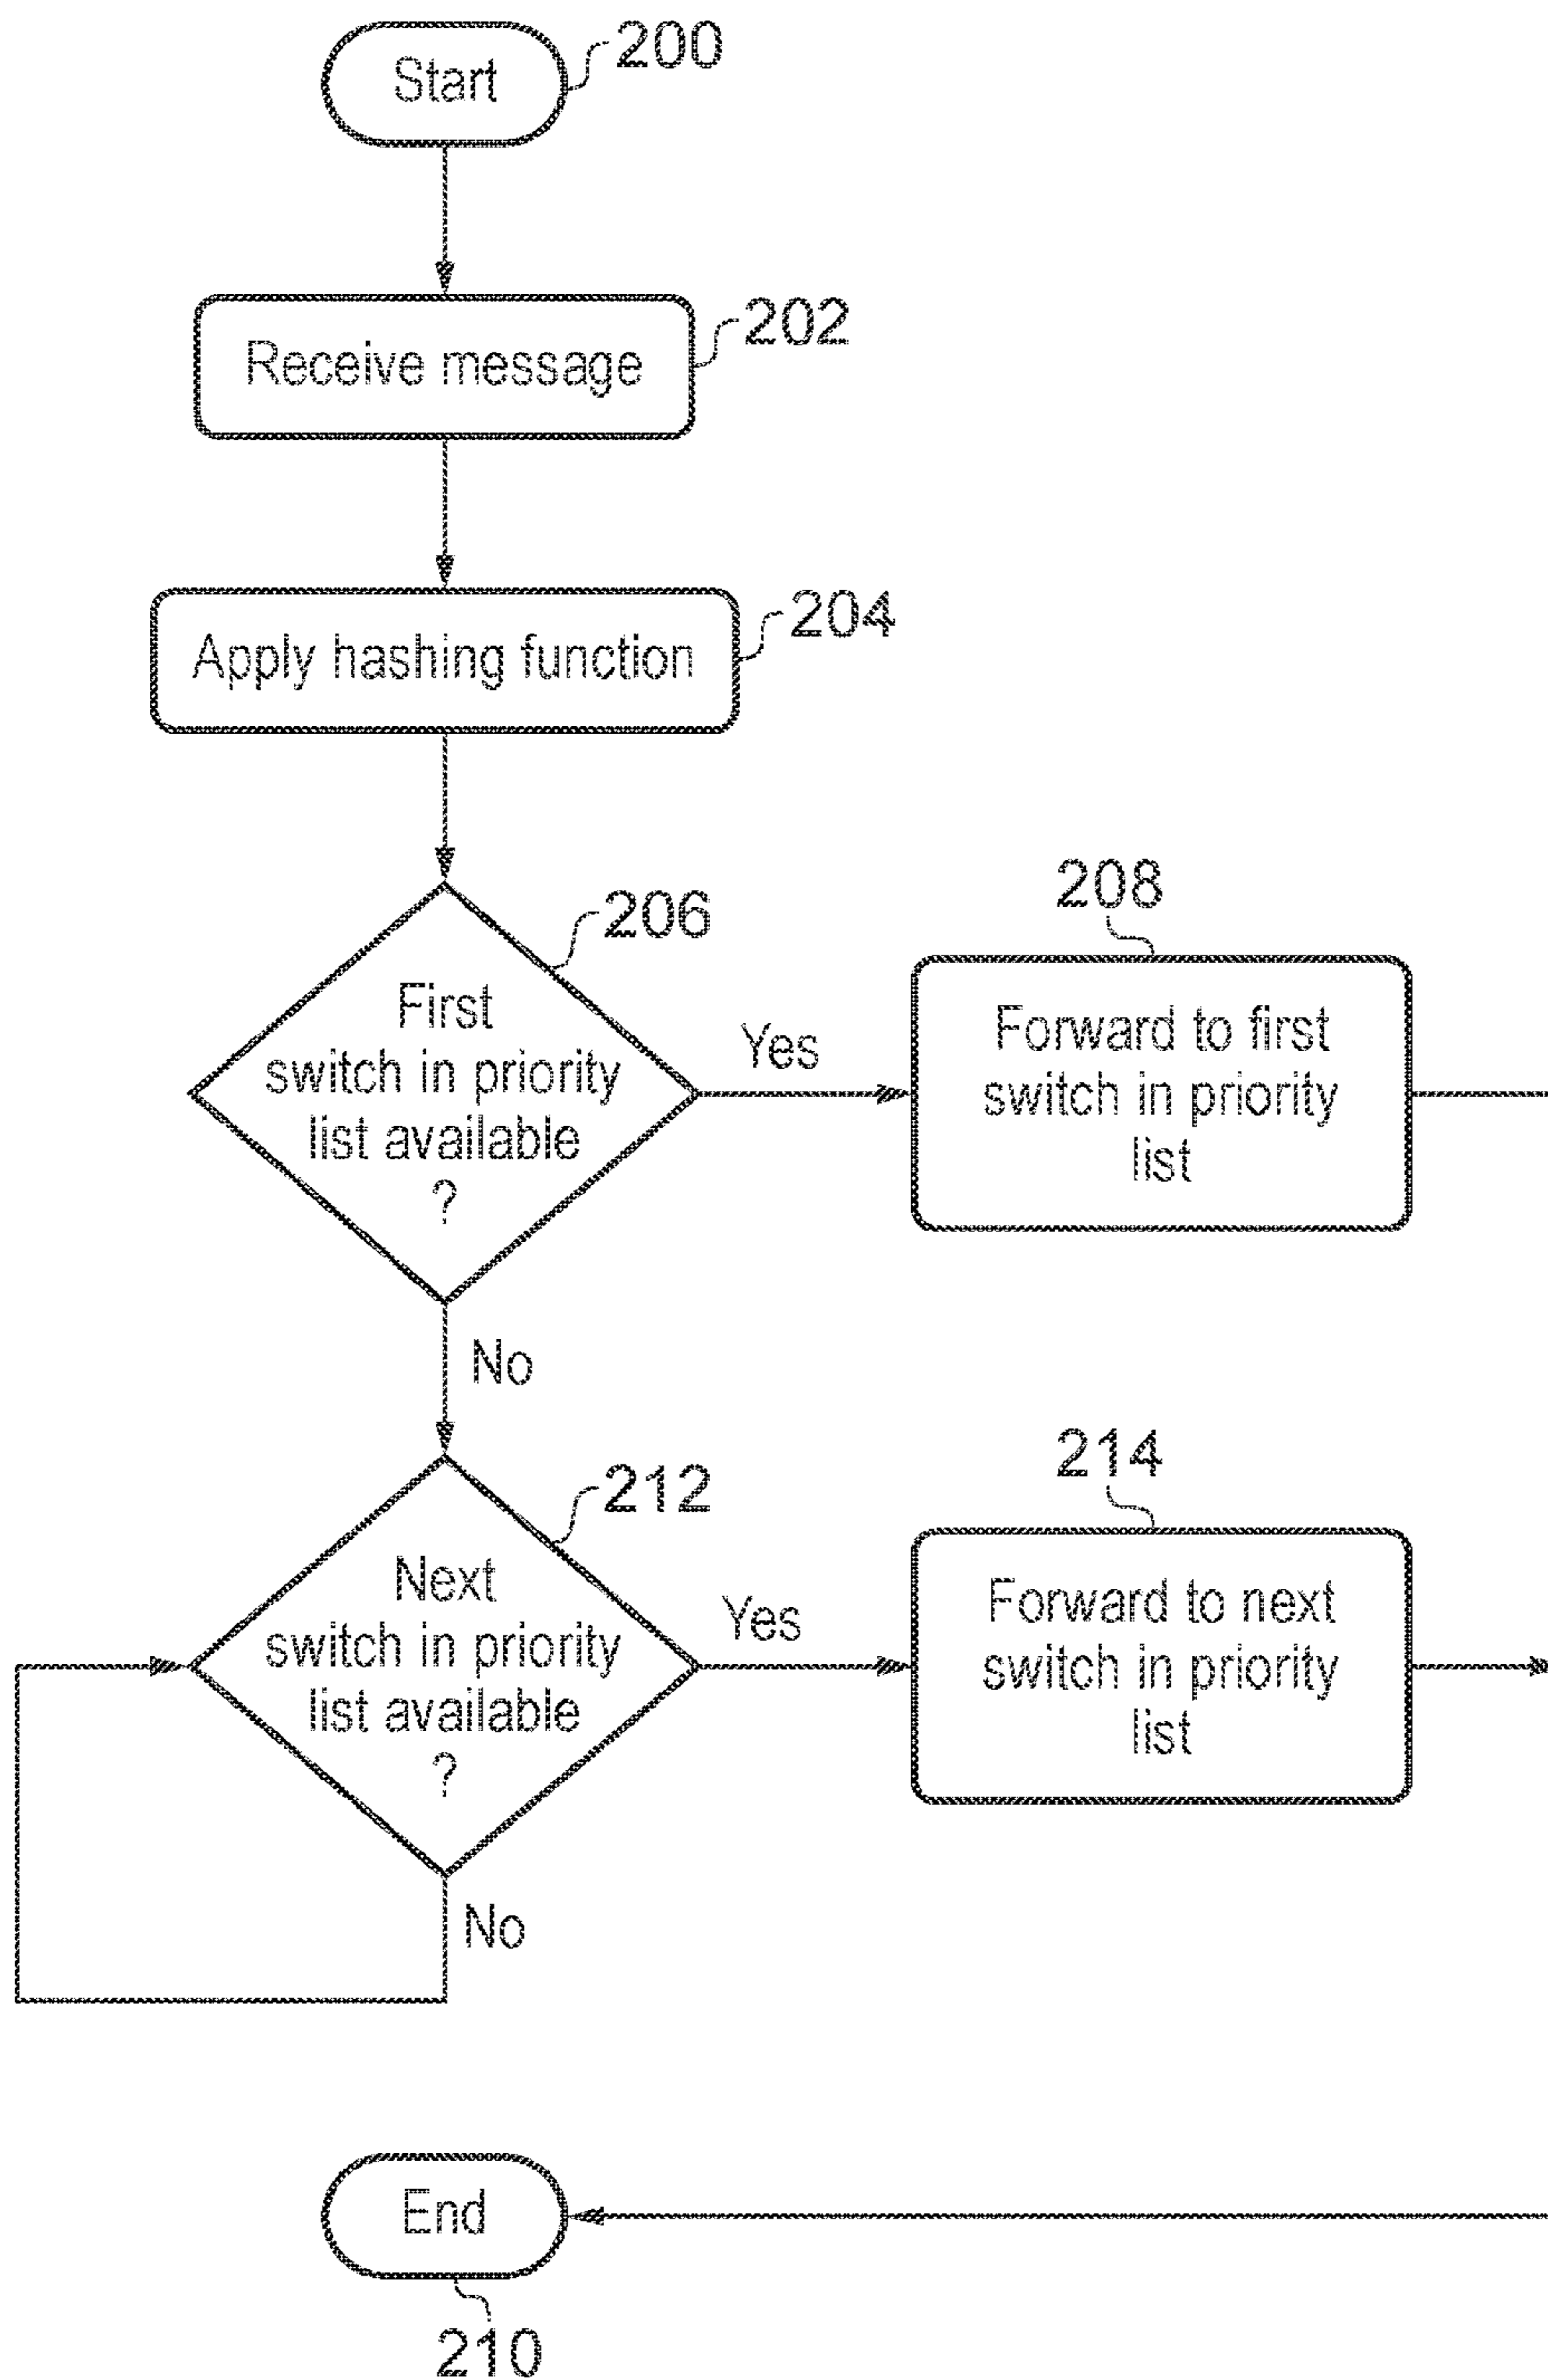 Start
200
Receive message
202
Apply hashing function
204
206
First
switch in priority
list available
?
Yes
208
Forward to first
switch in priority
list
No
212
Next
switch in priority
list available
?
Yes
214
Forward to next
switch in priority
list
No
End
210